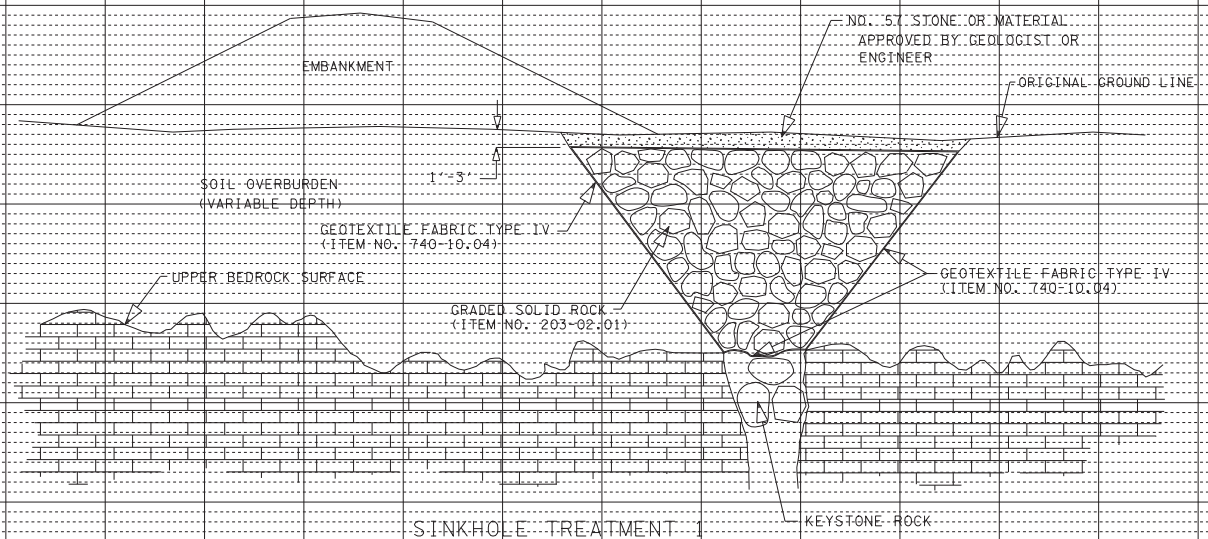 NO. 57 STONE OR MATERIAL
APPROVED BY GEOLOGIST OR
ENGINEER
EMBANKMENT
ORIGINAL GROUND LINE
1'-3'
SOIL OVERBURDEN
(VARIABLE DEPTH)
GEOTEXTILE FABRIC TYPE IV
(ITEM NO. 740-10.04)
UPPER BEDROCK SURFACE
GEOTEXTILE FABRIC TYPE IV
(ITEM NO. 740-10.04)
GRADED SOLID ROCK
(ITEM NO. 203-02.01)
KEYSTONE ROCK
SINKHOLE TREATMENT 1